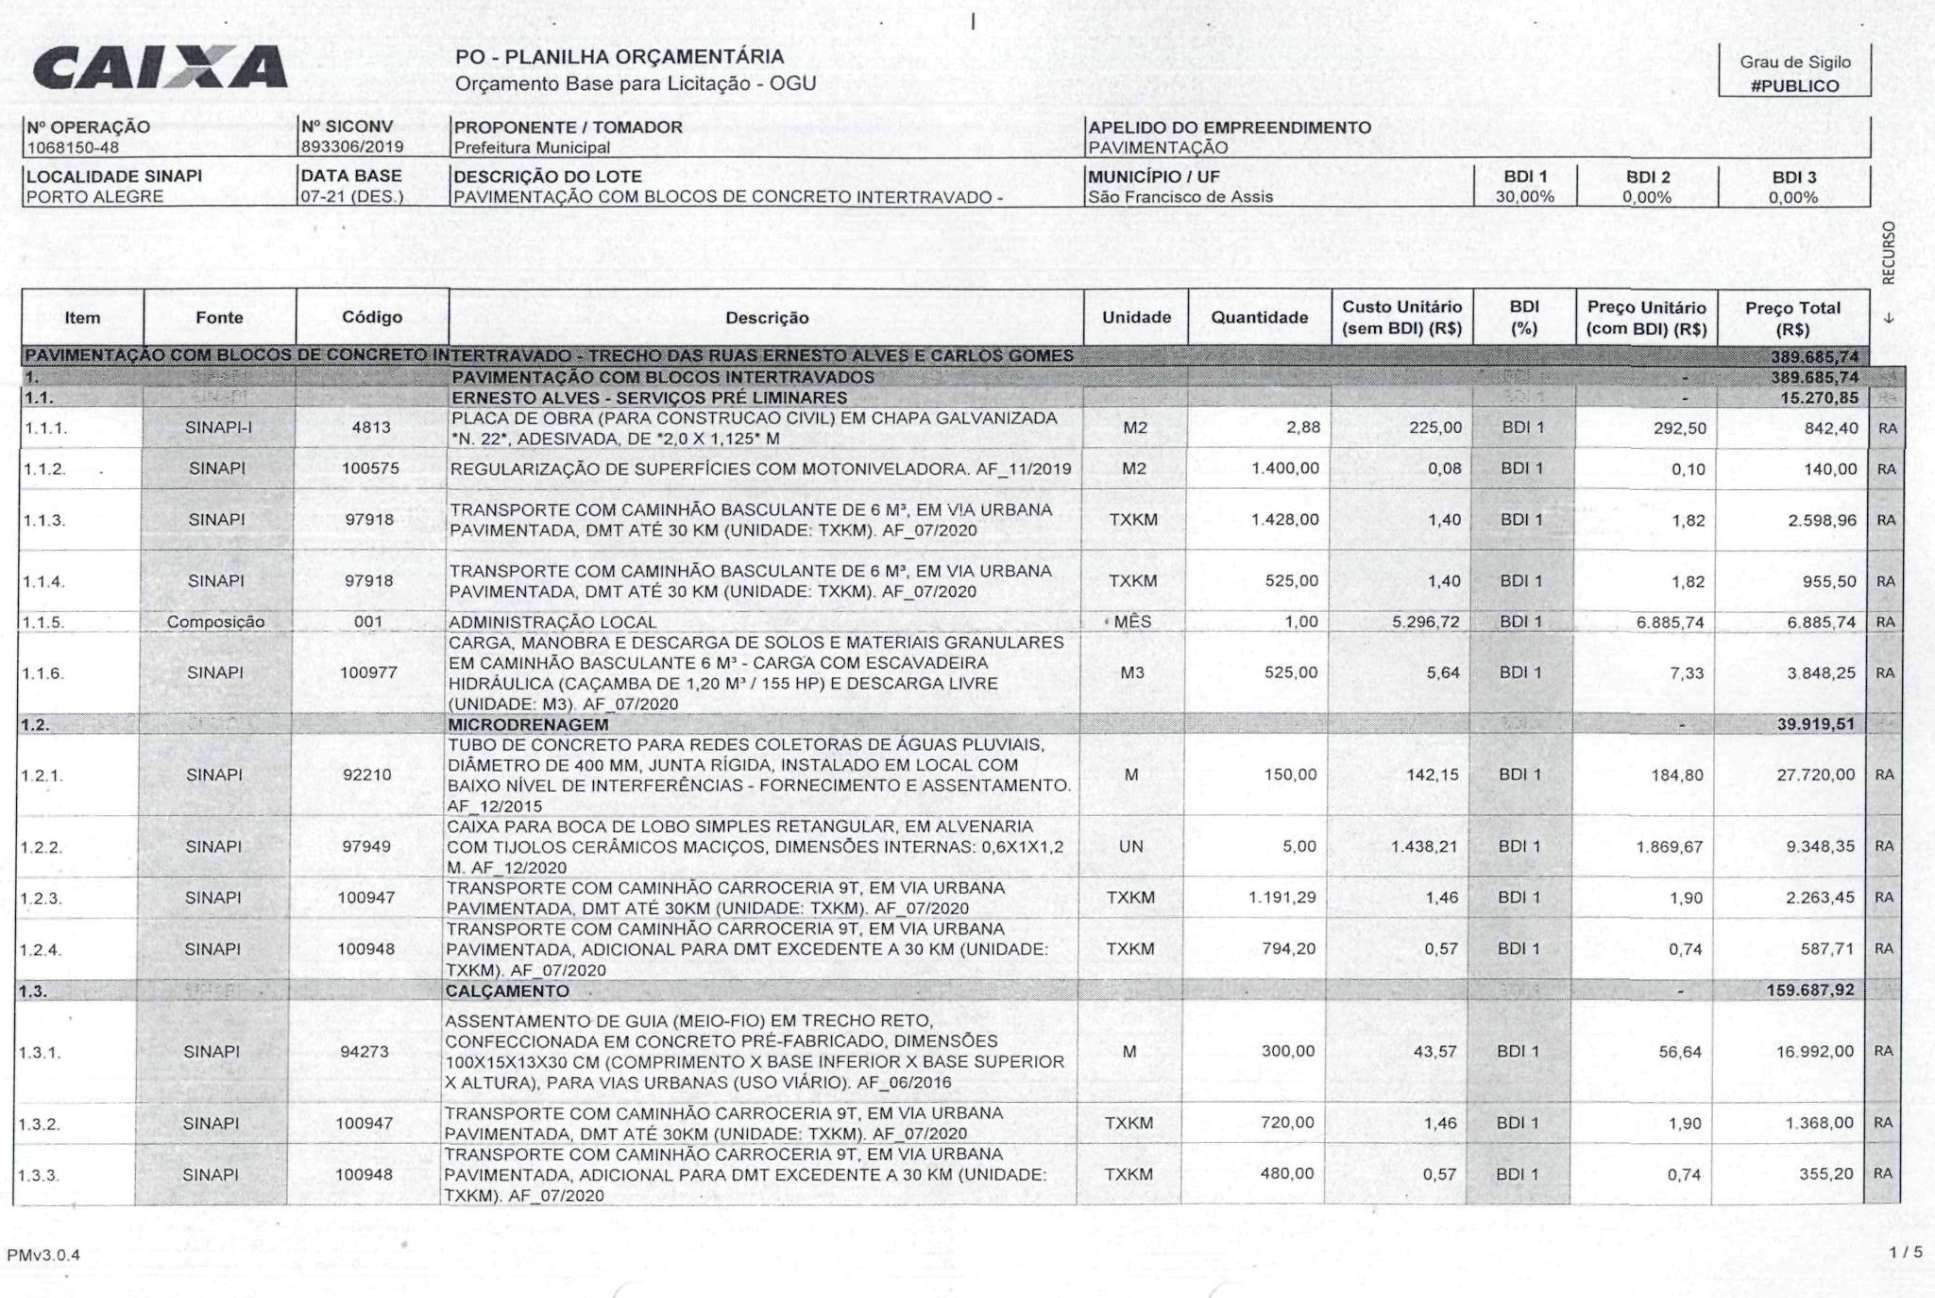 CAIXA
PO - PLANILHA ORÇAMENTÁRIA
Orçamento Base para Licitação - OGU
Grau de Sigilo
#PUBLICO
Nº OPERAÇÃO
1068150-48
Nº SICONV
893306/2019
PROPONENTE / TOMADOR
Prefeitura Municipal
APELIDO DO EMPREENDIMENTO
PAVIMENTAÇÃO
LOCALIDADE SINAPI
PORTO ALEGRE
DATA BASE
07-21 (DES.)
DESCRIÇÃO DO LOTE
PAVIMENTAÇÃO COM BLOCOS DE CONCRETO INTERTRAVADO -
MUNICÍPIO / UF
São Francisco de Assis
BDI 1
30,00%
BDI 2
0,00%
BDI 3
0,00%
↓ RECURSO
Item Fonte Código Descrição Unidade Quantidade Custo Unitário (sem BDI) (R$) BDI (%) Preço Unitário (com BDI) (R$) Preço Total (R$)
PAVIMENTAÇÃO COM BLOCOS DE CONCRETO INTERTRAVADO - TRECHO DAS RUAS ERNESTO ALVES E CARLOS GOMES 389.685,74
1. PAVIMENTAÇÃO COM BLOCOS INTERTRAVADOS - 389.685,74
1.1. ERNESTO ALVES - SERVIÇOS PRÉ LIMINARES - 15.270,85
1.1.1. SINAPI-I 4813 PLACA DE OBRA (PARA CONSTRUCAO CIVIL) EM CHAPA GALVANIZADA
*N. 22*, ADESIVADA, DE *2,0 X 1,125* M M2 2,88 225,00 BDI 1 292,50 842,40 RA
1.1.2. SINAPI 100575 REGULARIZAÇÃO DE SUPERFÍCIES COM MOTONIVELADORA. AF_11/2019 M2 1.400,00 0,08 BDI 1 0,10 140,00 RA
1.1.3. SINAPI 97918 TRANSPORTE COM CAMINHÃO BASCULANTE DE 6 M³, EM VIA URBANA
PAVIMENTADA, DMT ATÉ 30 KM (UNIDADE: TXKM). AF_07/2020 TXKM 1.428,00 1,40 BDI 1 1,82 2.598,96 RA
1.1.4. SINAPI 97918 TRANSPORTE COM CAMINHÃO BASCULANTE DE 6 M³, EM VIA URBANA
PAVIMENTADA, DMT ATÉ 30 KM (UNIDADE: TXKM). AF_07/2020 TXKM 525,00 1,40 BDI 1 1,82 955,50 RA
1.1.5. Composição 001 ADMINISTRAÇÃO LOCAL MÊS 1,00 5.296,72 BDI 1 6.885,74 6.885,74 RA
1.1.6. SINAPI 100977 CARGA, MANOBRA E DESCARGA DE SOLOS E MATERIAIS GRANULARES
EM CAMINHÃO BASCULANTE 6 M³ - CARGA COM ESCAVADEIRA
HIDRÁULICA (CAÇAMBA DE 1,20 M³ / 155 HP) E DESCARGA LIVRE
(UNIDADE: M3). AF_07/2020 M3 525,00 5,64 BDI 1 7,33 3.848,25 RA
1.2. MICRODRENAGEM - 39.919,51
1.2.1. SINAPI 92210 TUBO DE CONCRETO PARA REDES COLETORAS DE ÁGUAS PLUVIAIS,
DIÂMETRO DE 400 MM, JUNTA RÍGIDA, INSTALADO EM LOCAL COM
BAIXO NÍVEL DE INTERFERÊNCIAS - FORNECIMENTO E ASSENTAMENTO.
AF_12/2015 M 150,00 142,15 BDI 1 184,80 27.720,00 RA
1.2.2. SINAPI 97949 CAIXA PARA BOCA DE LOBO SIMPLES RETANGULAR, EM ALVENARIA
COM TIJOLOS CERÂMICOS MACIÇOS, DIMENSÕES INTERNAS: 0,6X1X1,2
M. AF_12/2020 UN 5,00 1.438,21 BDI 1 1.869,67 9.348,35 RA
1.2.3. SINAPI 100947 TRANSPORTE COM CAMINHÃO CARROCERIA 9T, EM VIA URBANA
PAVIMENTADA, DMT ATÉ 30KM (UNIDADE: TXKM). AF_07/2020 TXKM 1.191,29 1,46 BDI 1 1,90 2.263,45 RA
1.2.4. SINAPI 100948 TRANSPORTE COM CAMINHÃO CARROCERIA 9T, EM VIA URBANA
PAVIMENTADA, ADICIONAL PARA DMT EXCEDENTE A 30 KM (UNIDADE:
TXKM). AF_07/2020 TXKM 794,20 0,57 BDI 1 0,74 587,71 RA
1.3. CALÇAMENTO - 159.687,92
1.3.1. SINAPI 94273 ASSENTAMENTO DE GUIA (MEIO-FIO) EM TRECHO RETO,
CONFECCIONADA EM CONCRETO PRÉ-FABRICADO, DIMENSÕES
100X15X13X30 CM (COMPRIMENTO X BASE INFERIOR X BASE SUPERIOR
X ALTURA), PARA VIAS URBANAS (USO VIÁRIO). AF_06/2016 M 300,00 43,57 BDI 1 56,64 16.992,00 RA
1.3.2. SINAPI 100947 TRANSPORTE COM CAMINHÃO CARROCERIA 9T, EM VIA URBANA
PAVIMENTADA, DMT ATÉ 30KM (UNIDADE: TXKM). AF_07/2020 TXKM 720,00 1,46 BDI 1 1,90 1.368,00 RA
1.3.3. SINAPI 100948 TRANSPORTE COM CAMINHÃO CARROCERIA 9T, EM VIA URBANA
PAVIMENTADA, ADICIONAL PARA DMT EXCEDENTE A 30 KM (UNIDADE:
TXKM). AF_07/2020 TXKM 480,00 0,57 BDI 1 0,74 355,20 RA
PMv3.0.4
1 / 5